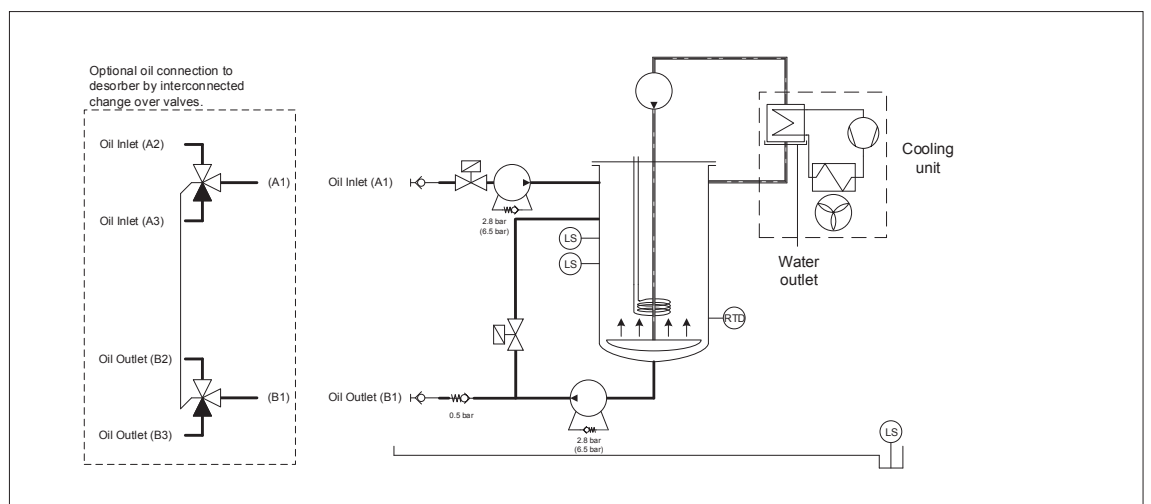 Optional oil connection to
desorber by interconnected
change over valves.
Oil Inlet (A2)
(A1)
Oil Inlet (A3)
Oil Outlet (B2)
(B1)
Oil Outlet (B3)
Oil Inlet (A1)
2.8 bar
(6.5 bar)
LS
LS
RTD
Oil Outlet (B1)
0.5 bar
2.8 bar
(6.5 bar)
Cooling
unit
Water
outlet
LS